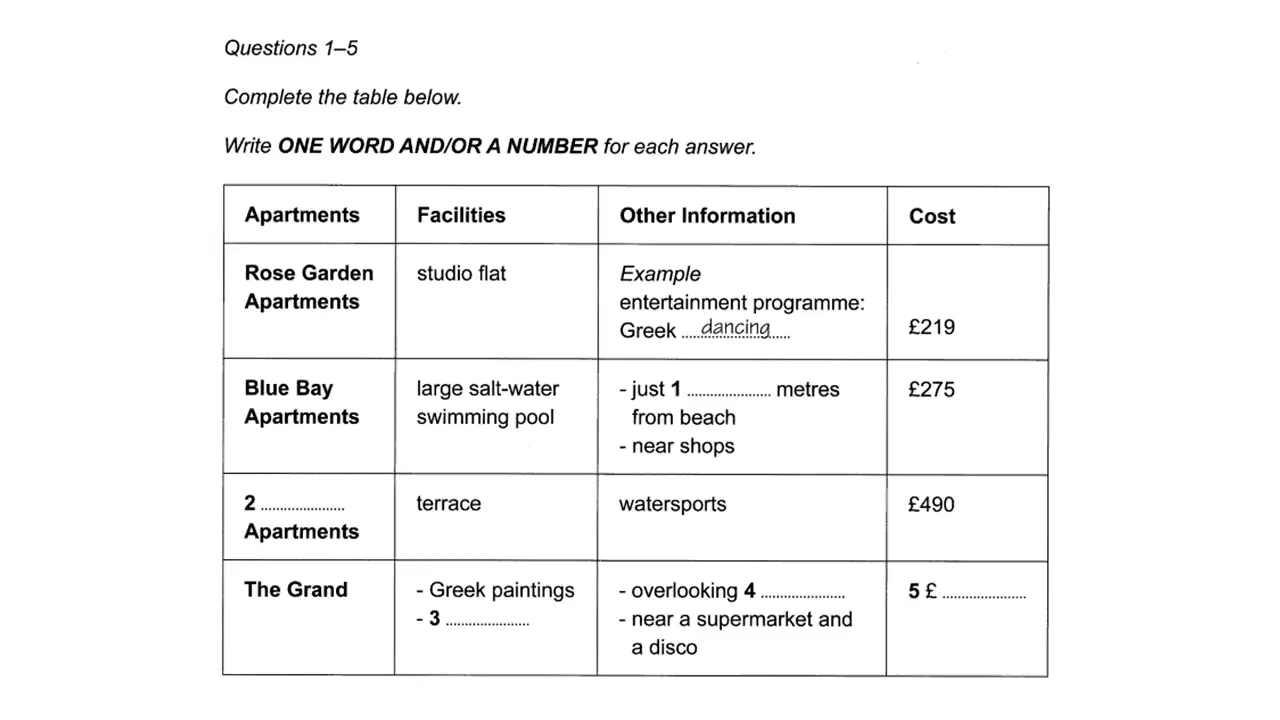 Questions 1–5
Complete the table below.
Write ONE WORD AND/OR A NUMBER for each answer.
Apartments Facilities Other Information Cost
Rose Garden studio flat Example
Apartments entertainment programme:
Greek .....dancing..... £219
Blue Bay large salt-water - just 1 ...................... metres £275
Apartments swimming pool from beach
- near shops
2 ...................... terrace watersports £490
Apartments
The Grand - Greek paintings - overlooking 4 ...................... 5 £ ......................
- 3 ...................... - near a supermarket and
a disco